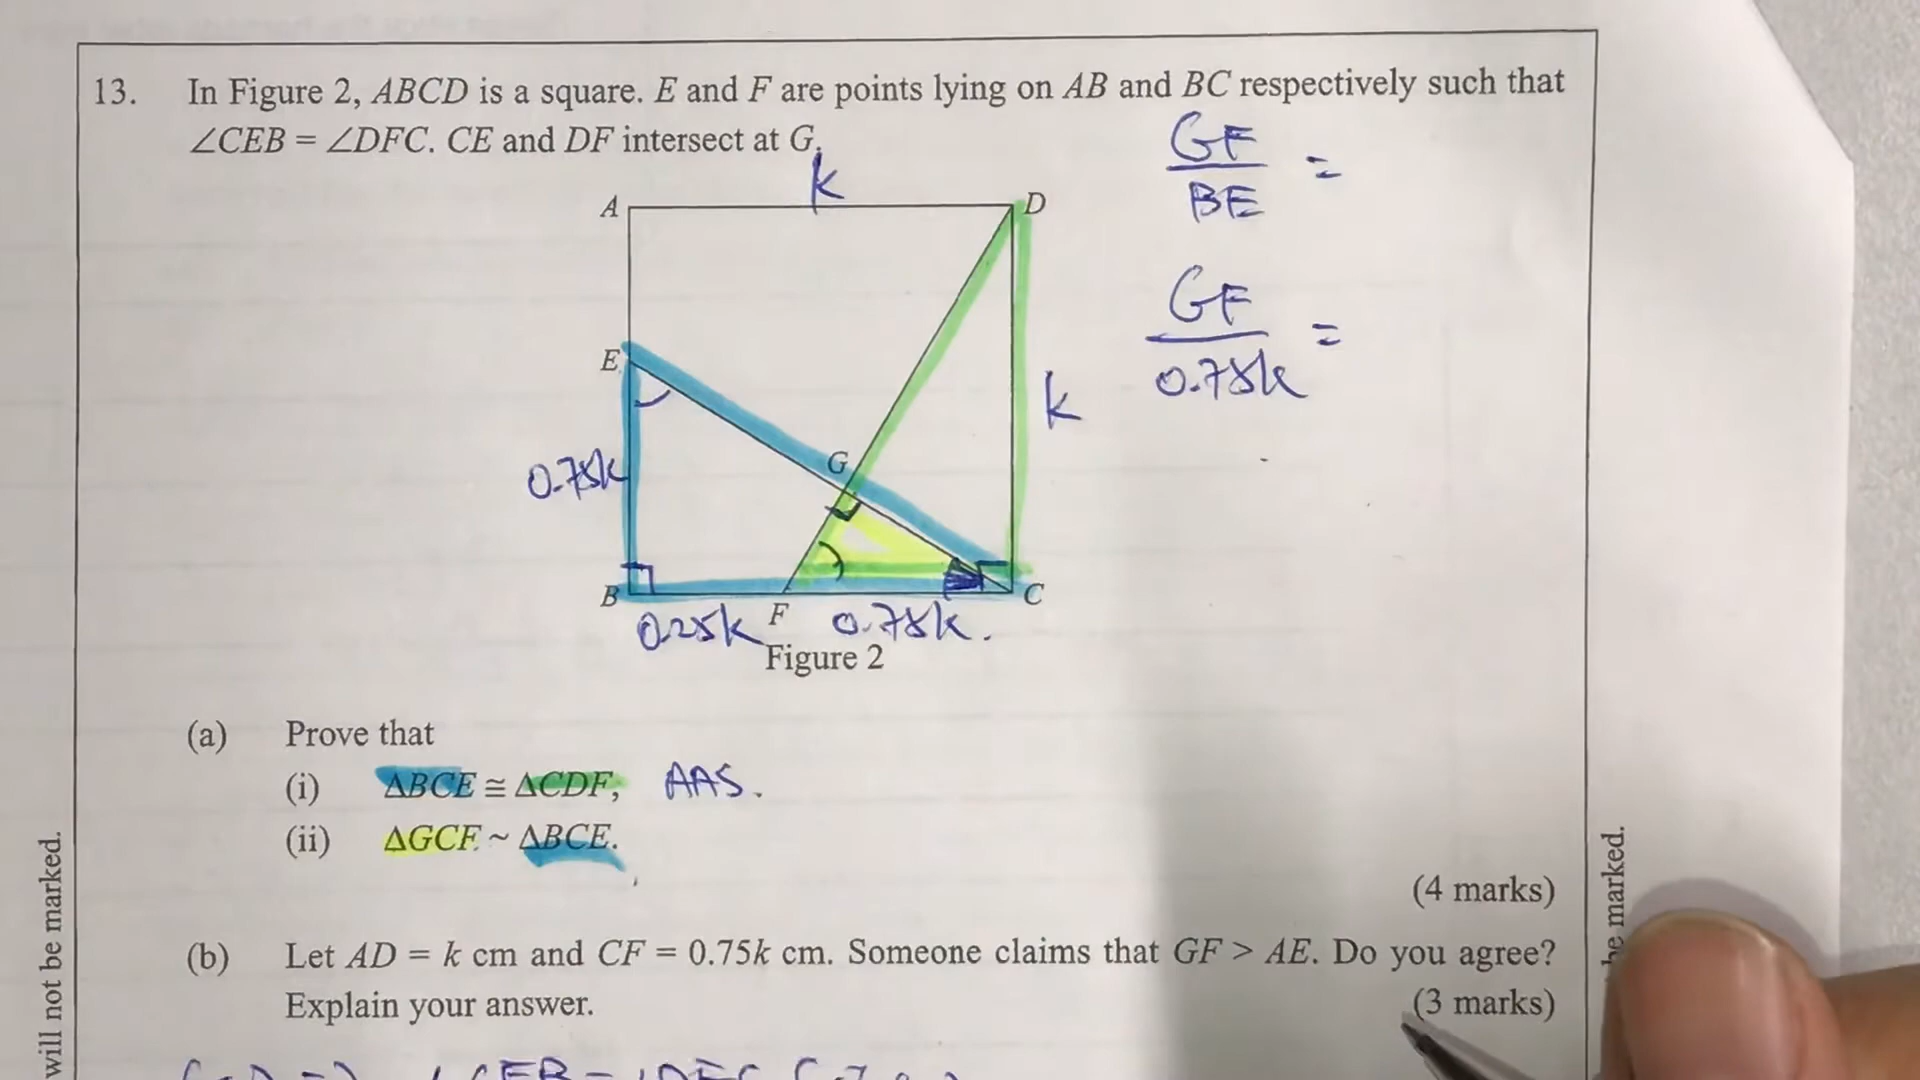 13. In Figure 2, ABCD is a square. E and F are points lying on AB and BC respectively such that
∠CEB = ∠DFC. CE and DF intersect at G.
GF
BE
=
k
A
D
GF
0.75k
=
E
k
G
0.75k
B
F
C
0.25k
0.75k.
Figure 2
(a) Prove that
(i) ΔBCE ≅ ΔCDF, AAS.
(ii) ΔGCF ~ ΔBCE.
(4 marks)
(b) Let AD = k cm and CF = 0.75k cm. Someone claims that GF > AE. Do you agree?
Explain your answer.
(3 marks)
will not be marked.
be marked.